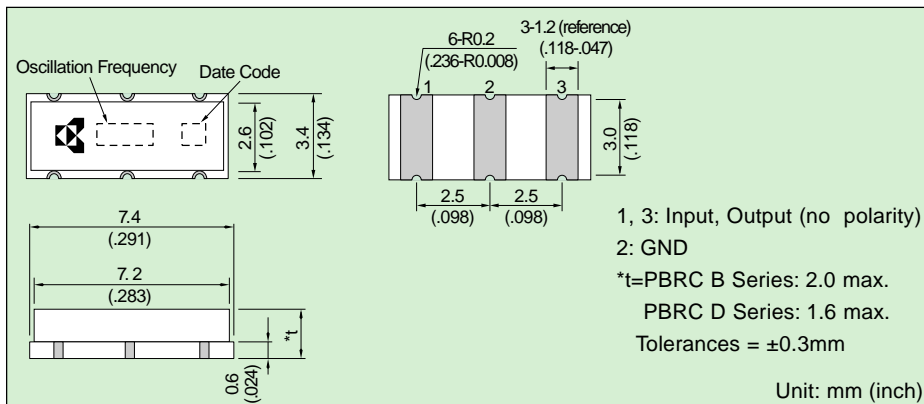 Oscillation Frequency
Date Code
2.6
(.102)
3.4
(.134)
6-R0.2
(.236-R0.008)
3-1.2 (reference)
(.118-.047)
1
2
3
3.0
(.118)
2.5
(.098)
2.5
(.098)
7.4
(.291)
7.2
(.283)
*t
0.6
(.024)
1, 3: Input, Output (no polarity)
2: GND
*t=PBRC B Series: 2.0 max.
PBRC D Series: 1.6 max.
Tolerances = ±0.3mm
Unit: mm (inch)